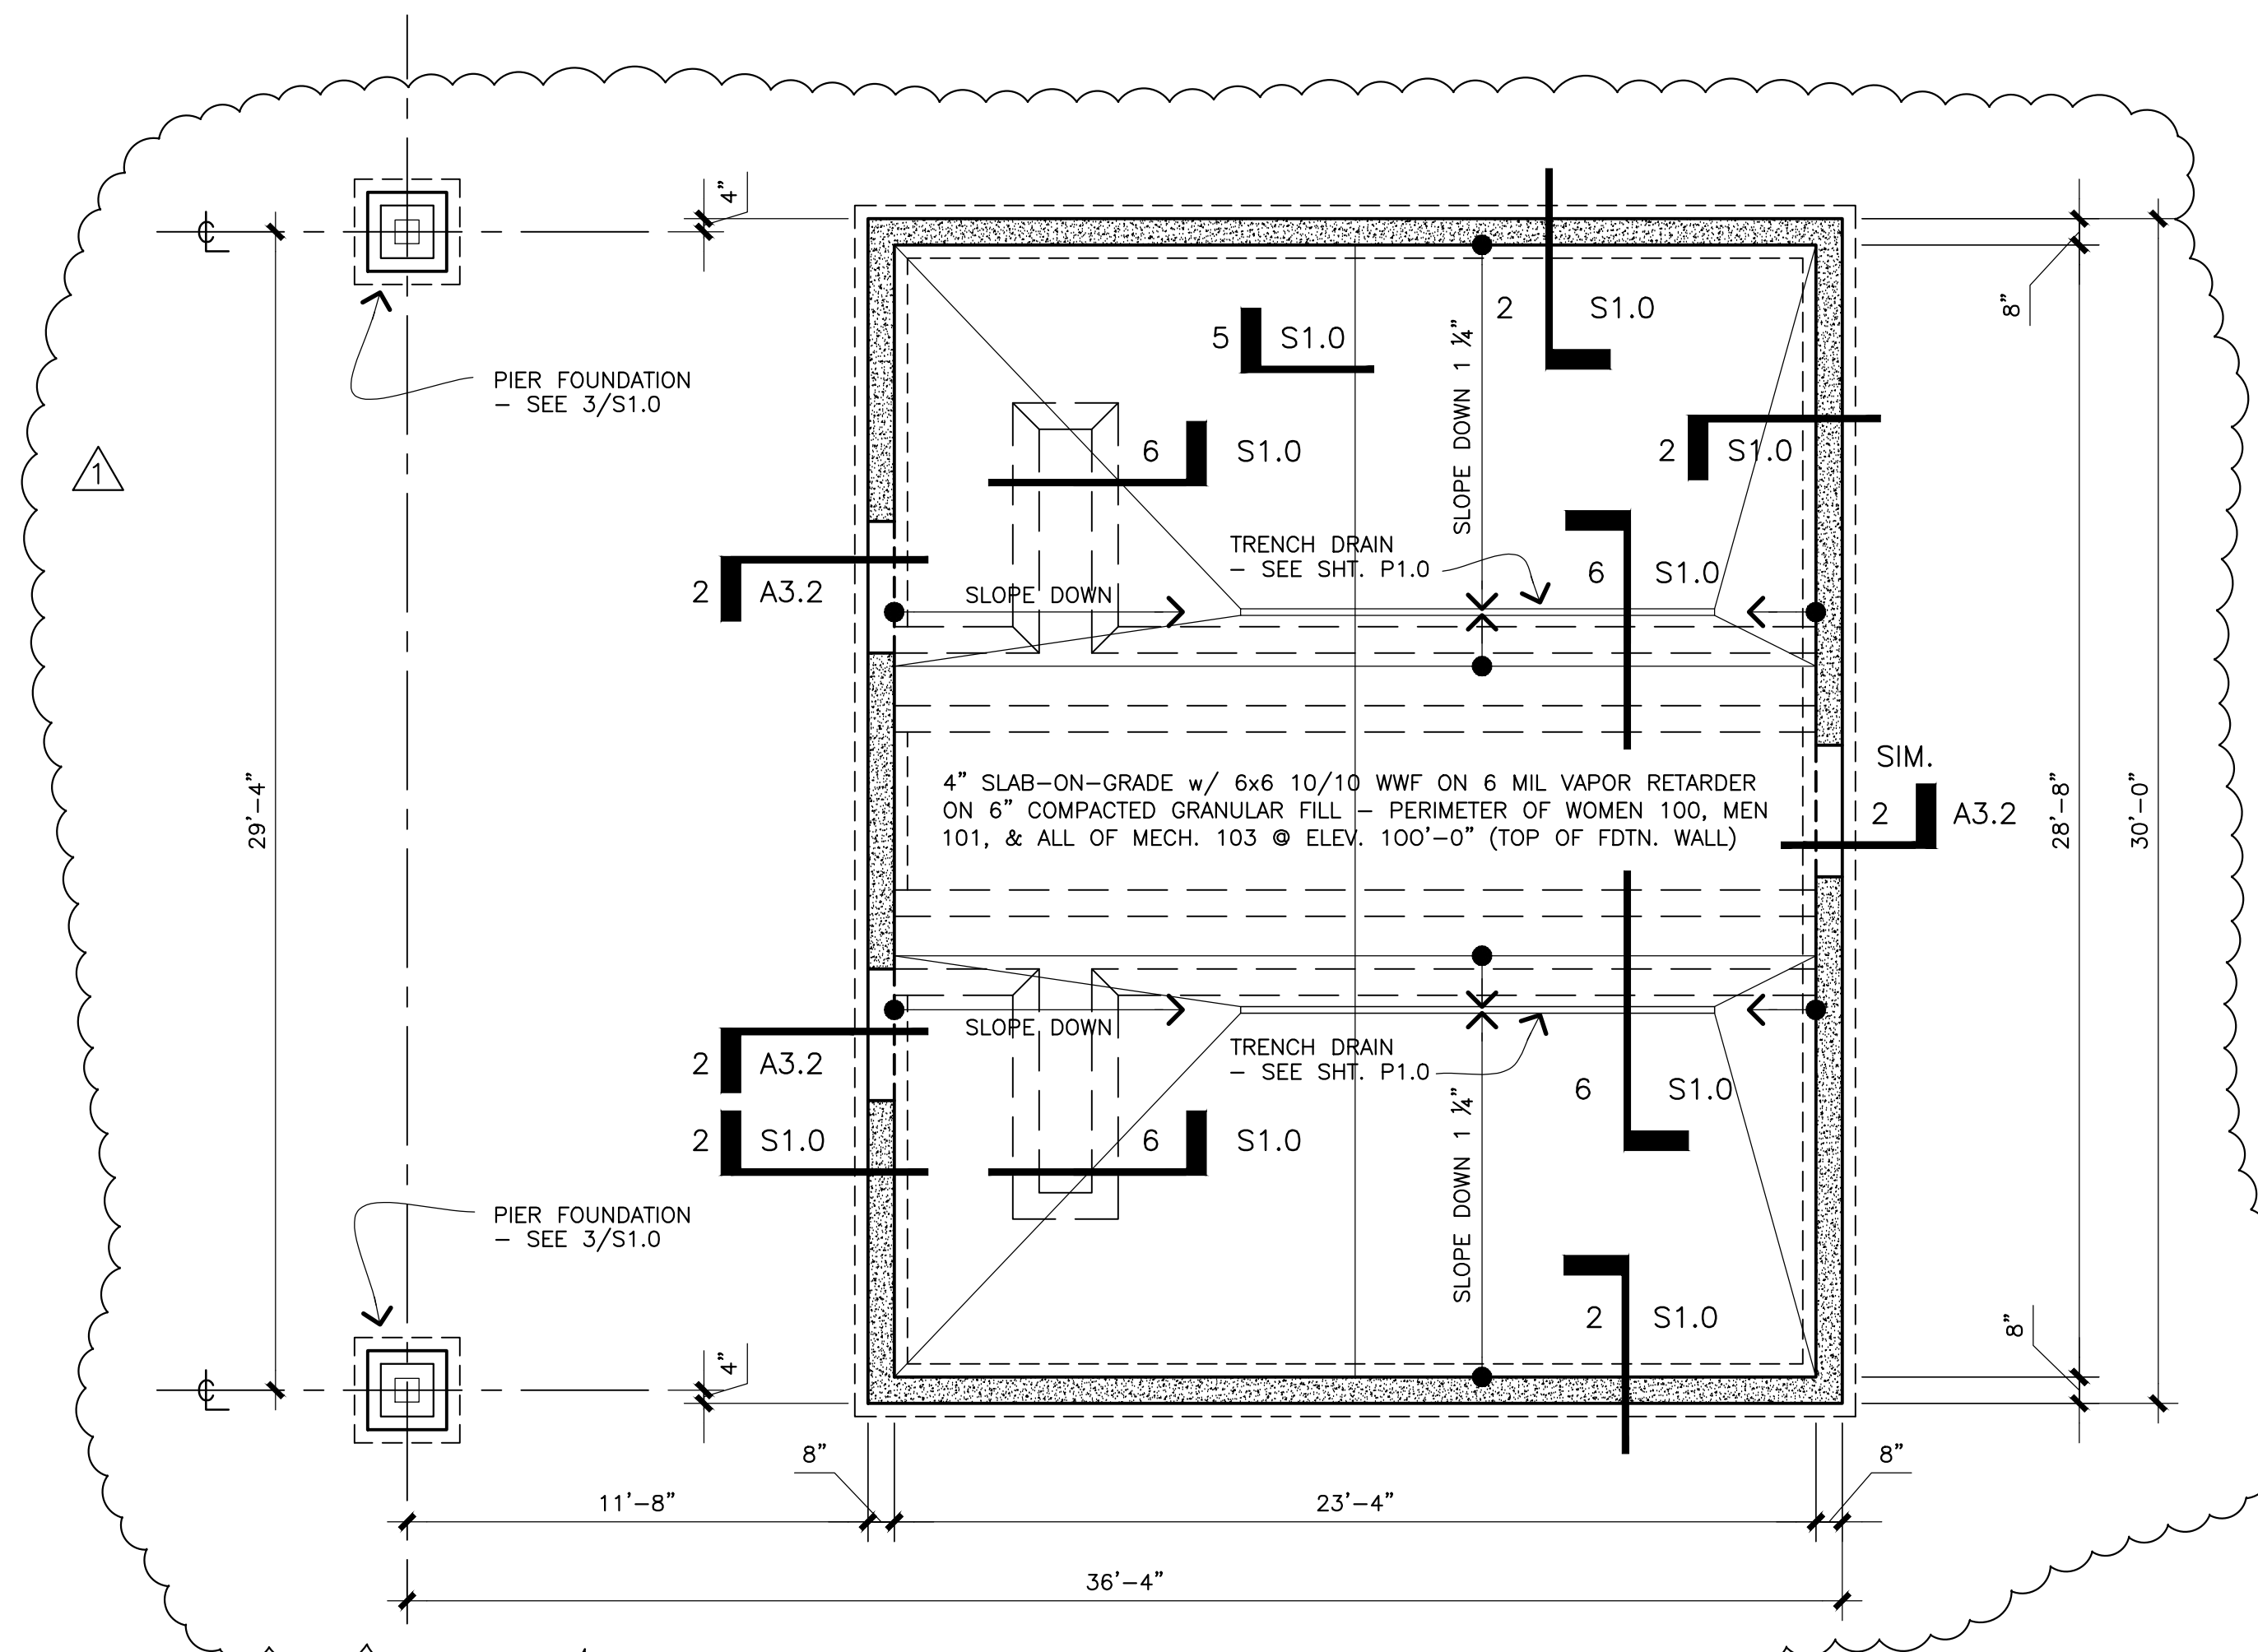 4"
8"
2 S1.0
5 S1.0
SLOPE DOWN 1 ¼"
PIER FOUNDATION
– SEE 3/S1.0
1
6 S1.0
2 S1.0
TRENCH DRAIN
– SEE SHT. P1.0
6 S1.0
2 A3.2
SLOPE DOWN
SIM.
2 A3.2
4" SLAB–ON–GRADE w/ 6x6 10/10 WWF ON 6 MIL VAPOR RETARDER
ON 6" COMPACTED GRANULAR FILL – PERIMETER OF WOMEN 100, MEN
101, & ALL OF MECH. 103 @ ELEV. 100'–0" (TOP OF FDTN. WALL)
29'–4"
28'–8"
30'–0"
SLOPE DOWN
2 A3.2
TRENCH DRAIN
– SEE SHT. P1.0
6 S1.0
2 S1.0
6 S1.0
SLOPE DOWN 1 ¼"
PIER FOUNDATION
– SEE 3/S1.0
2 S1.0
4"
8"
8"
8"
11'–8"
23'–4"
36'–4"